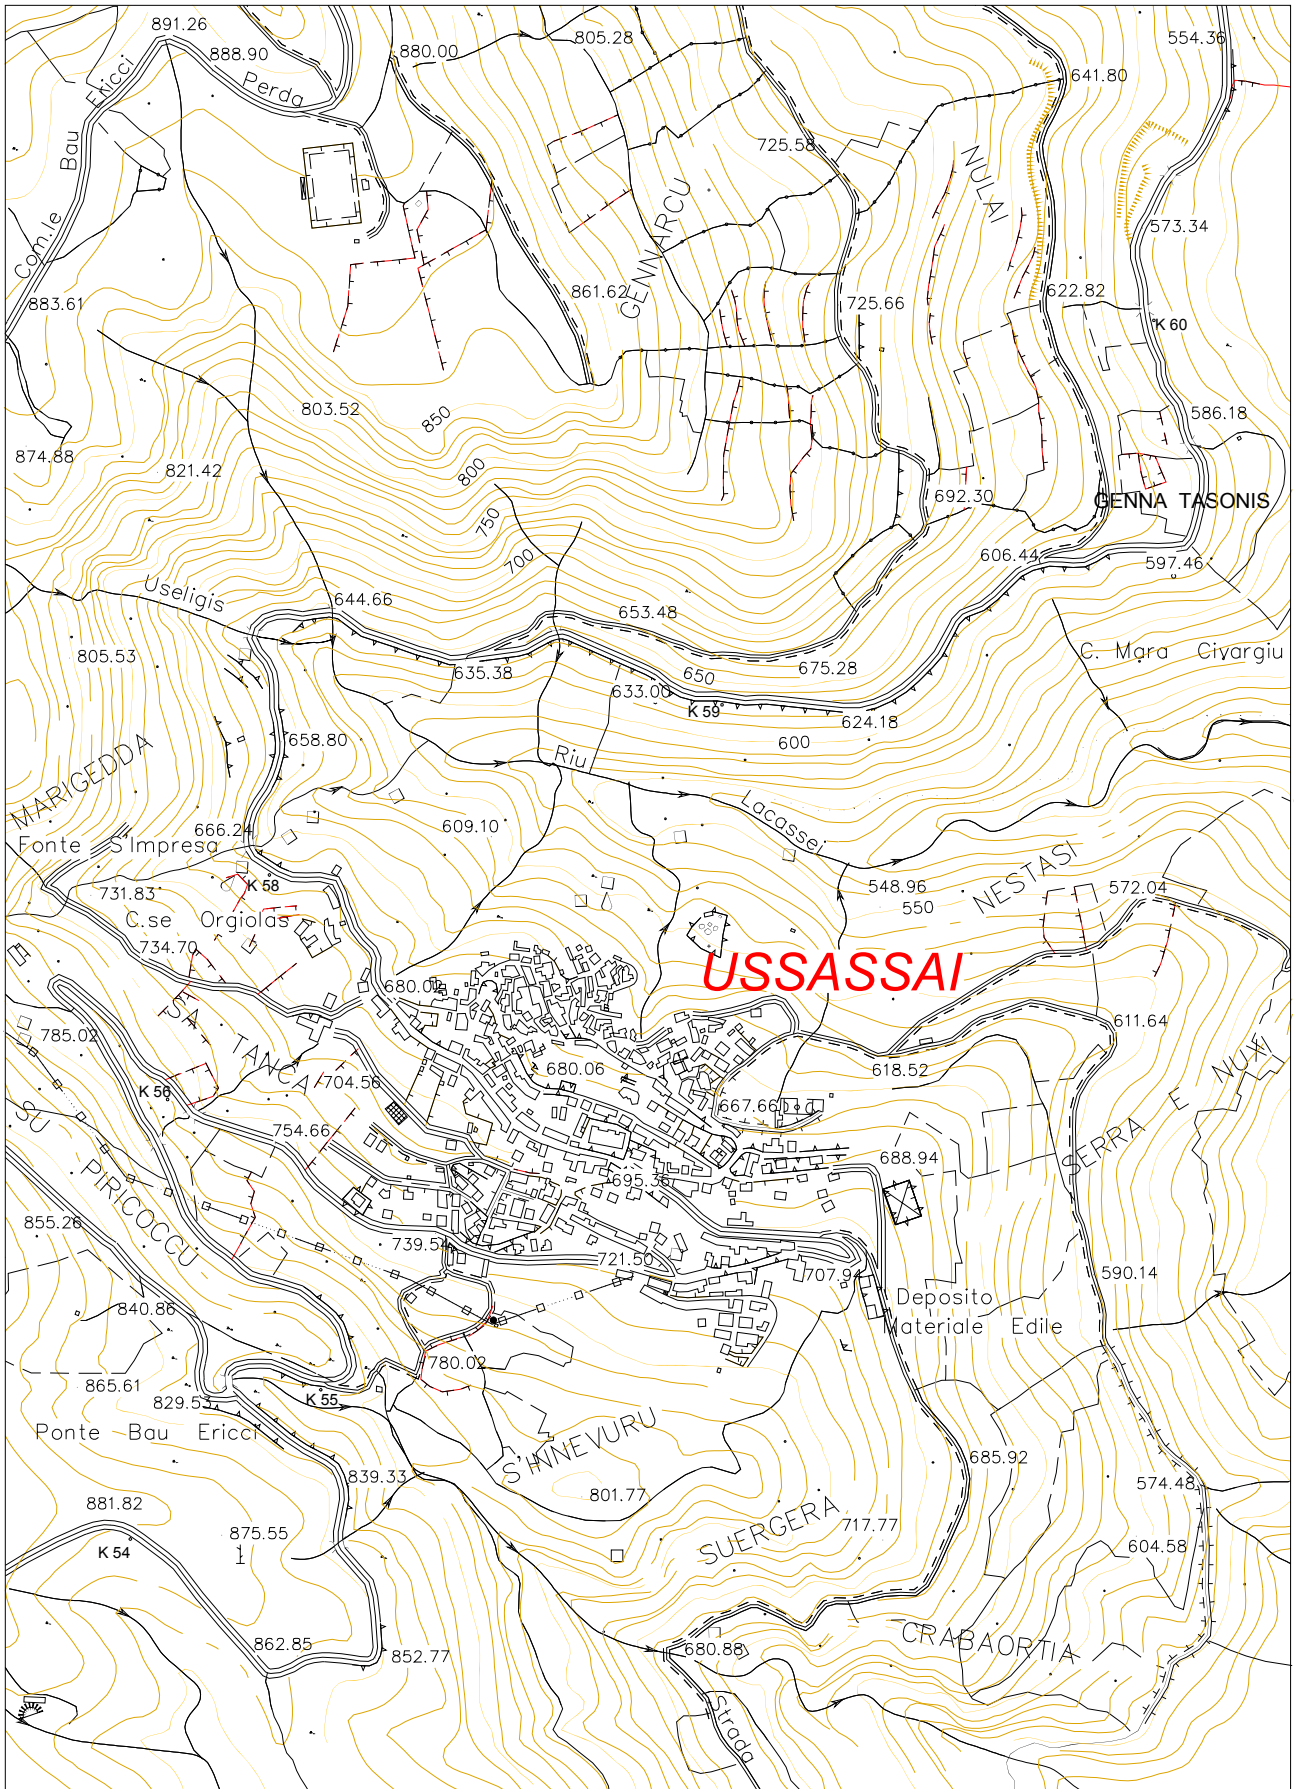 891.26
888.90
880.00
805.28
554.36
641.80
Ericci
Perda
Bau
Com.le
725.58
NULAI
GENNARCU
573.34
883.61
861.62
725.66
622.82
K 60
803.52
850
586.18
874.88
821.42
800
692.30
GENNA TASONIS
750
700
606.44
597.46
Useligis
644.66
653.48
805.53
635.38
650
675.28
C. Mara Civargiu
633.00
K 59
624.18
658.80
600
MARIGEDDA
Riu
Lacassei
666.24
609.10
Fonte S'Impresa
K 58
731.83
548.96
550
NESTASI
572.04
C.se Orgiolas
734.70
USSASSAI
680.02
SA TANCA
785.02
611.64
680.06
618.52
NUXI
K 56
704.56
667.66
E
SU PIRICOCCU
754.66
SERRA
688.94
695.36
855.26
739.54
721.50
707.94
590.14
840.86
Deposito
Materiale Edile
780.02
865.61
829.53
K 55
Ponte Bau Ericci
S'INNEVURU
839.33
685.92
574.48
801.77
881.82
875.55
SUERGERA
717.77
604.58
K 54
862.85
852.77
680.88
CRABAORTIA
Strada